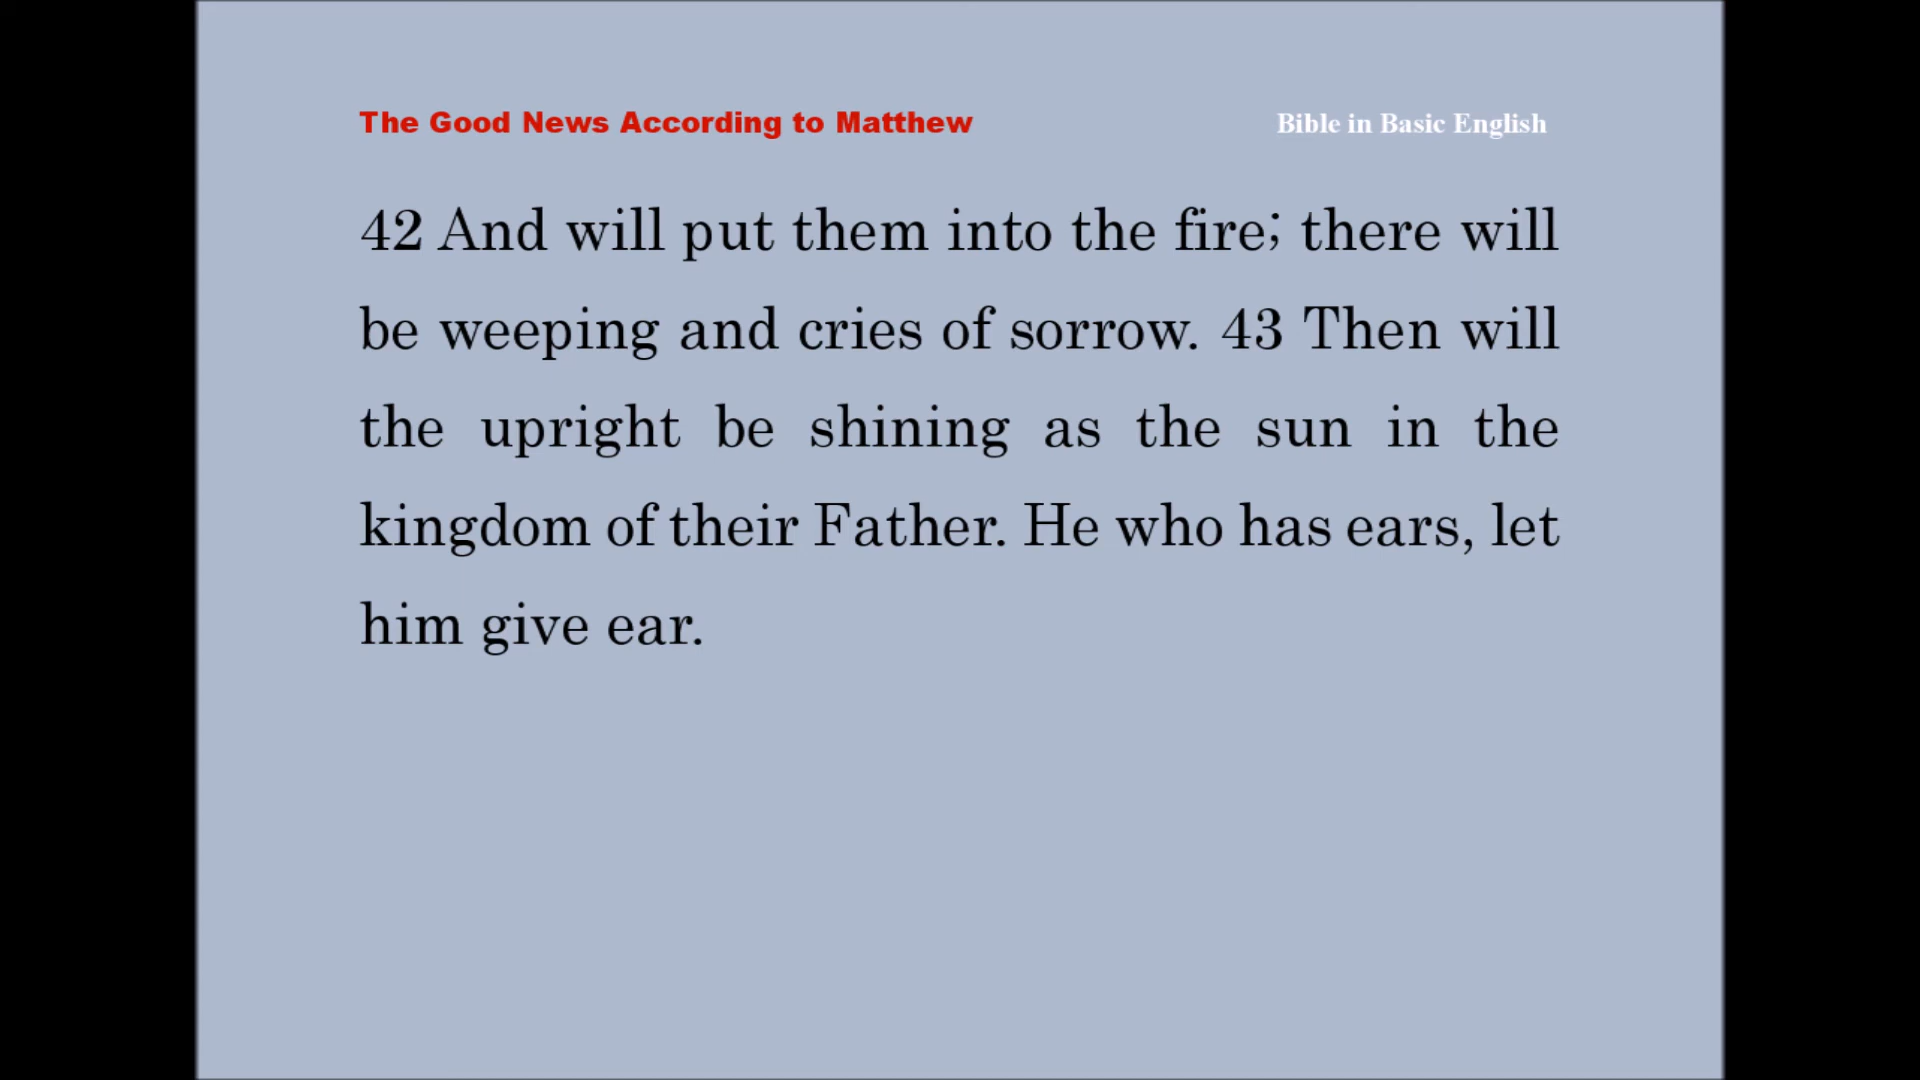 The Good News According to Matthew
Bible in Basic English
42 And will put them into the fire; there will
be weeping and cries of sorrow. 43 Then will
the upright be shining as the sun in the
kingdom of their Father. He who has ears, let
him give ear.